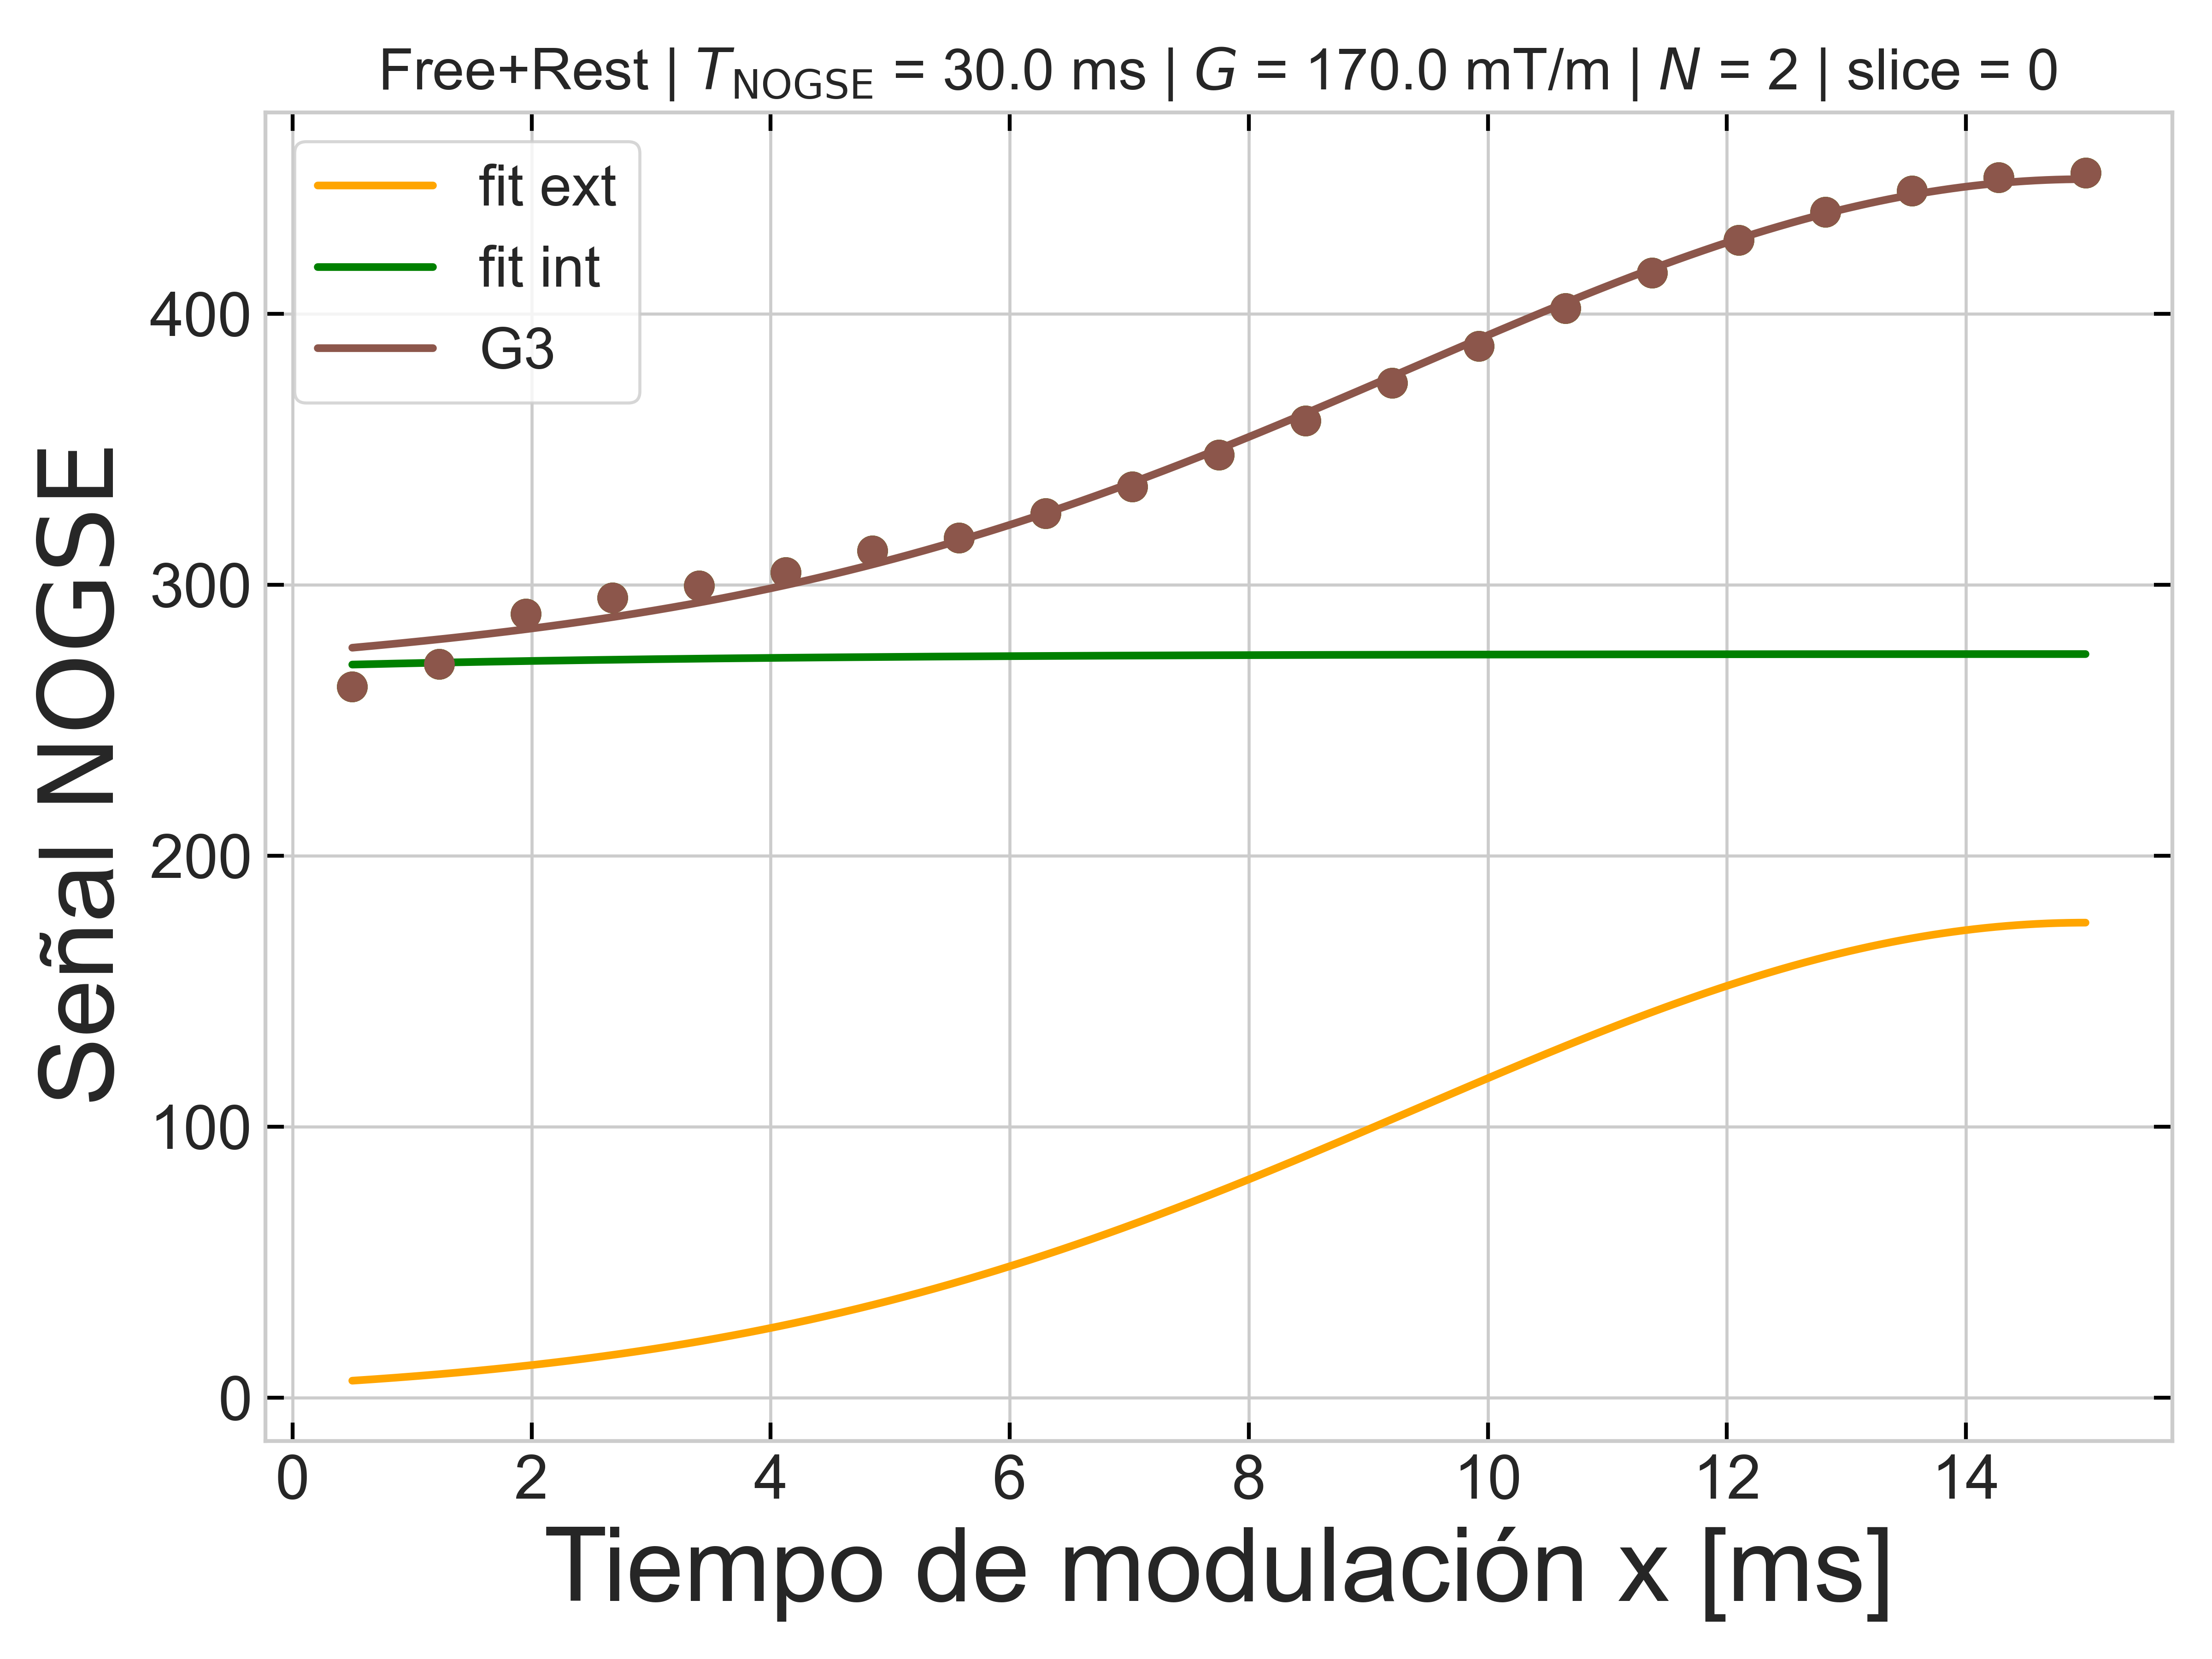 Free+Rest | T_NOGSE = 30.0 ms | G = 170.0 mT/m | N = 2 | slice = 0
fit ext
fit int
G3
Señal NOGSE
400
300
200
100
0
0 2 4 6 8 10 12 14
Tiempo de modulación x [ms]